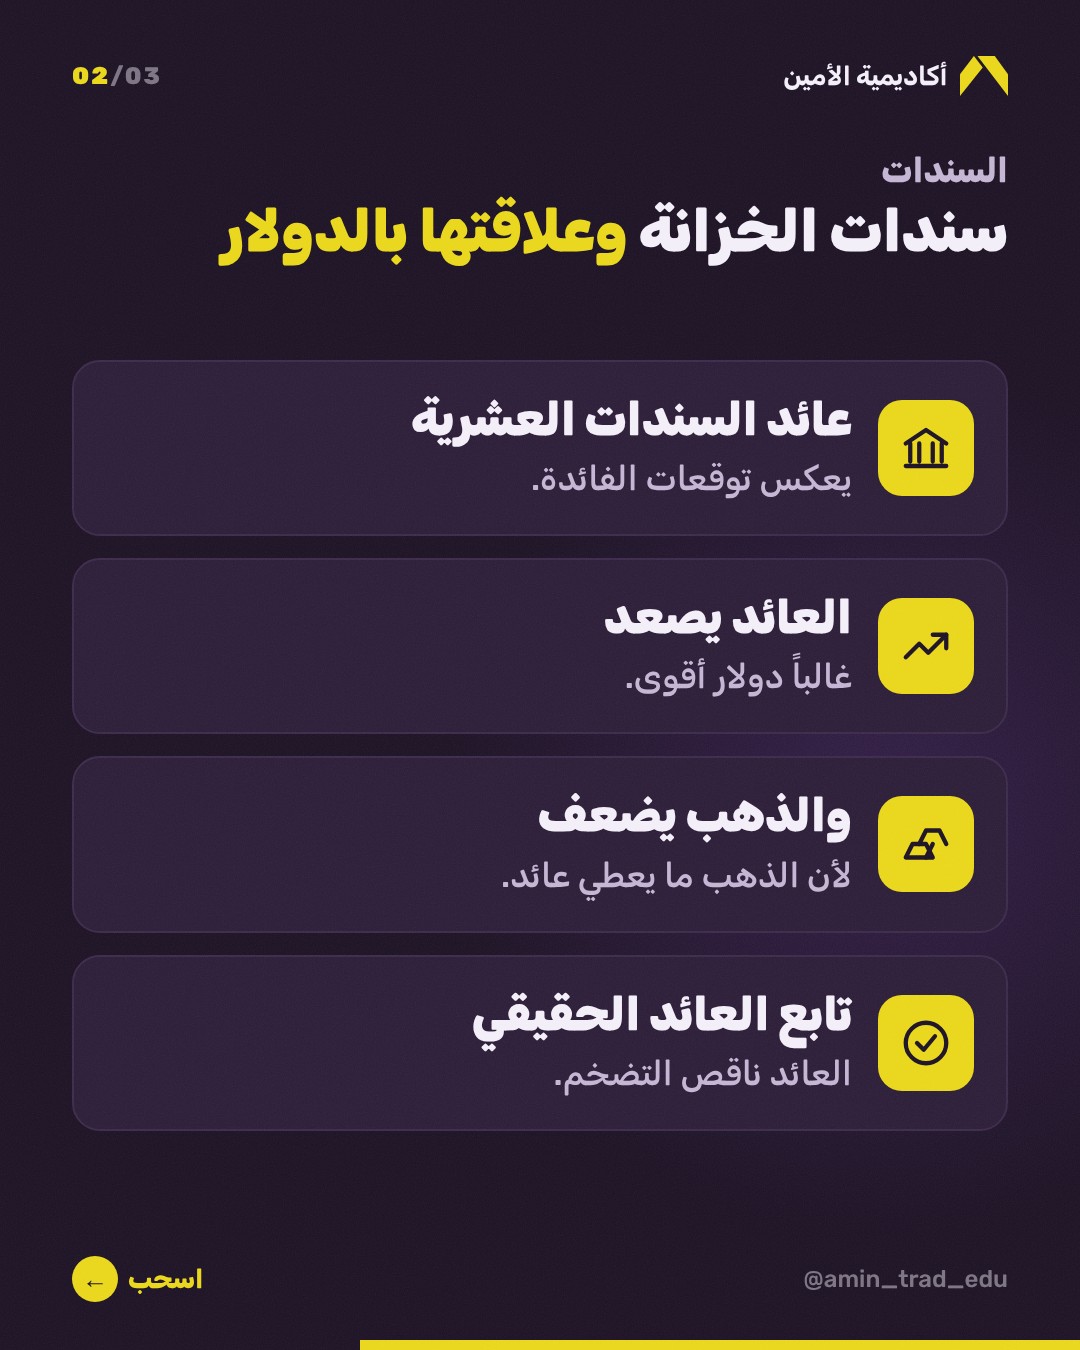 أكاديمية الأمين
02/03
السندات
سندات الخزانة وعلاقتها بالدولار
عائد السندات العشرية
يعكس توقعات الفائدة.
العائد يصعد
غالباً دولار أقوى.
والذهب يضعف
لأن الذهب ما يعطي عائد.
تابع العائد الحقيقي
العائد ناقص التضخم.
@amin_trad_edu
اسحب ←